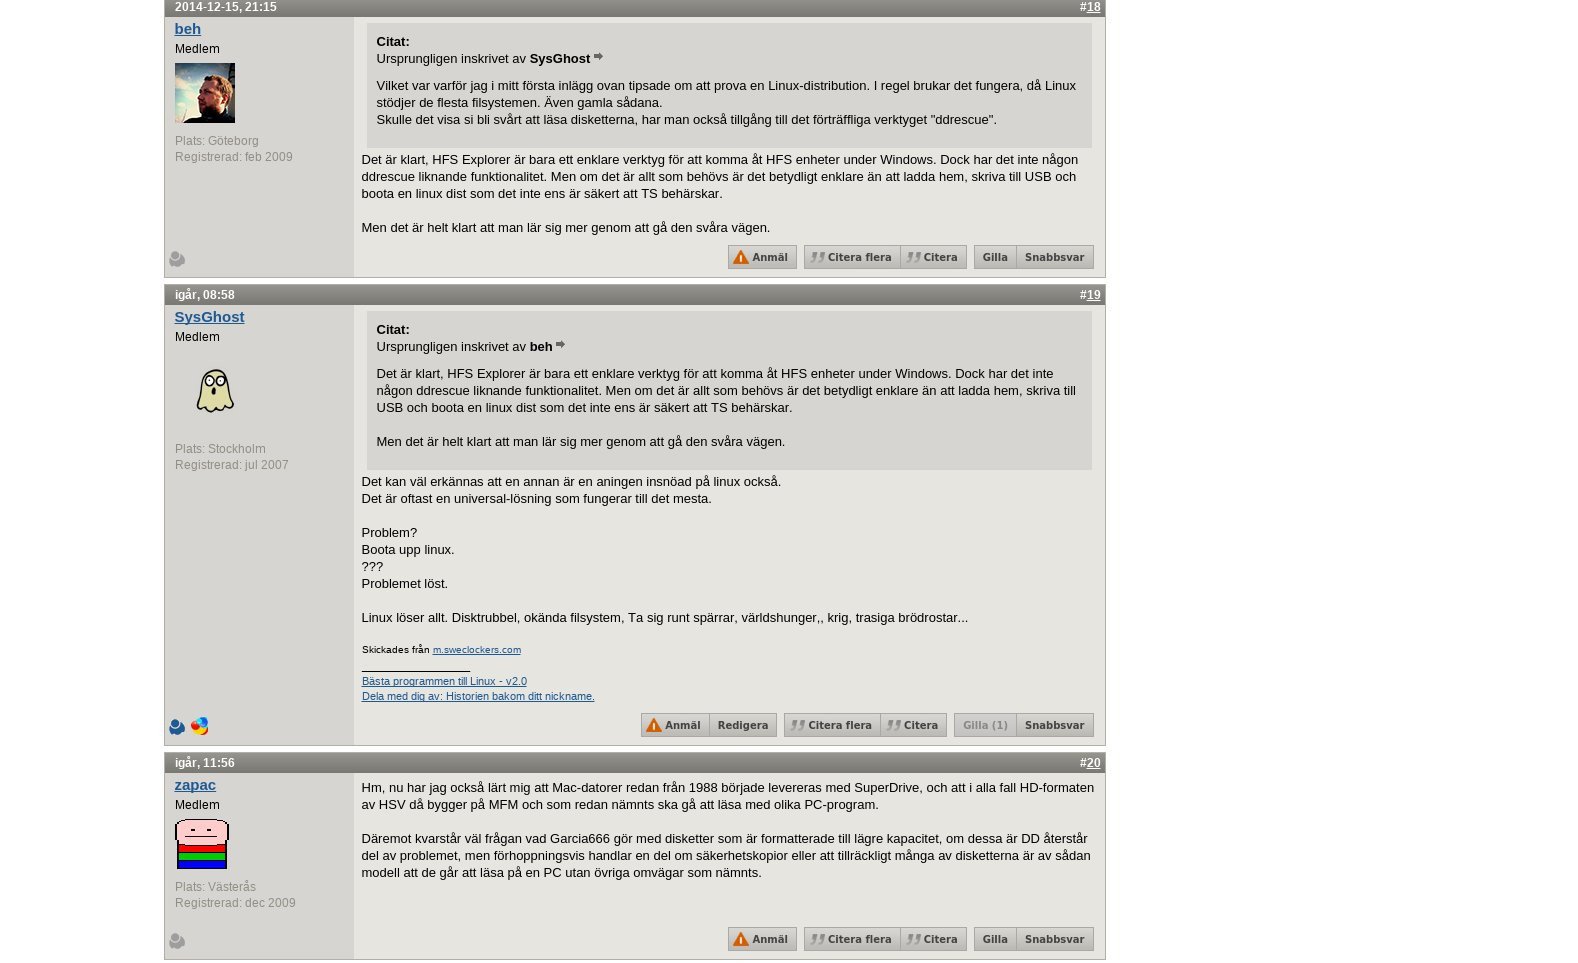 2014-12-15, 21:15 #18
beh
Medlem
Plats: Göteborg
Registrerad: feb 2009
Citat:
Ursprungligen inskrivet av SysGhost
Vilket var varför jag i mitt första inlägg ovan tipsade om att prova en Linux-distribution. I regel brukar det fungera, då Linux
stödjer de flesta filsystemen. Även gamla sådana.
Skulle det visa si bli svårt att läsa disketterna, har man också tillgång till det förträffliga verktyget "ddrescue".
Det är klart, HFS Explorer är bara ett enklare verktyg för att komma åt HFS enheter under Windows. Dock har det inte någon
ddrescue liknande funktionalitet. Men om det är allt som behövs är det betydligt enklare än att ladda hem, skriva till USB och
boota en linux dist som det inte ens är säkert att TS behärskar.
Men det är helt klart att man lär sig mer genom att gå den svåra vägen.
Anmäl Citera flera Citera Gilla Snabbsvar
igår, 08:58 #19
SysGhost
Medlem
Plats: Stockholm
Registrerad: jul 2007
Citat:
Ursprungligen inskrivet av beh
Det är klart, HFS Explorer är bara ett enklare verktyg för att komma åt HFS enheter under Windows. Dock har det inte
någon ddrescue liknande funktionalitet. Men om det är allt som behövs är det betydligt enklare än att ladda hem, skriva till
USB och boota en linux dist som det inte ens är säkert att TS behärskar.
Men det är helt klart att man lär sig mer genom att gå den svåra vägen.
Det kan väl erkännas att en annan är en aningen insnöad på linux också.
Det är oftast en universal-lösning som fungerar till det mesta.
Problem?
Boota upp linux.
???
Problemet löst.
Linux löser allt. Disktrubbel, okända filsystem, Ta sig runt spärrar, världshunger,, krig, trasiga brödrostar...
Skickades från m.sweclockers.com
Bästa programmen till Linux - v2.0
Dela med dig av: Historien bakom ditt nickname.
Anmäl Redigera Citera flera Citera Gilla (1) Snabbsvar
igår, 11:56 #20
zapac
Medlem
Plats: Västerås
Registrerad: dec 2009
Hm, nu har jag också lärt mig att Mac-datorer redan från 1988 började levereras med SuperDrive, och att i alla fall HD-formaten
av HSV då bygger på MFM och som redan nämnts ska gå att läsa med olika PC-program.
Däremot kvarstår väl frågan vad Garcia666 gör med disketter som är formatterade till lägre kapacitet, om dessa är DD återstår
del av problemet, men förhoppningsvis handlar en del om säkerhetskopior eller att tillräckligt många av disketterna är av sådan
modell att de går att läsa på en PC utan övriga omvägar som nämnts.
Anmäl Citera flera Citera Gilla Snabbsvar